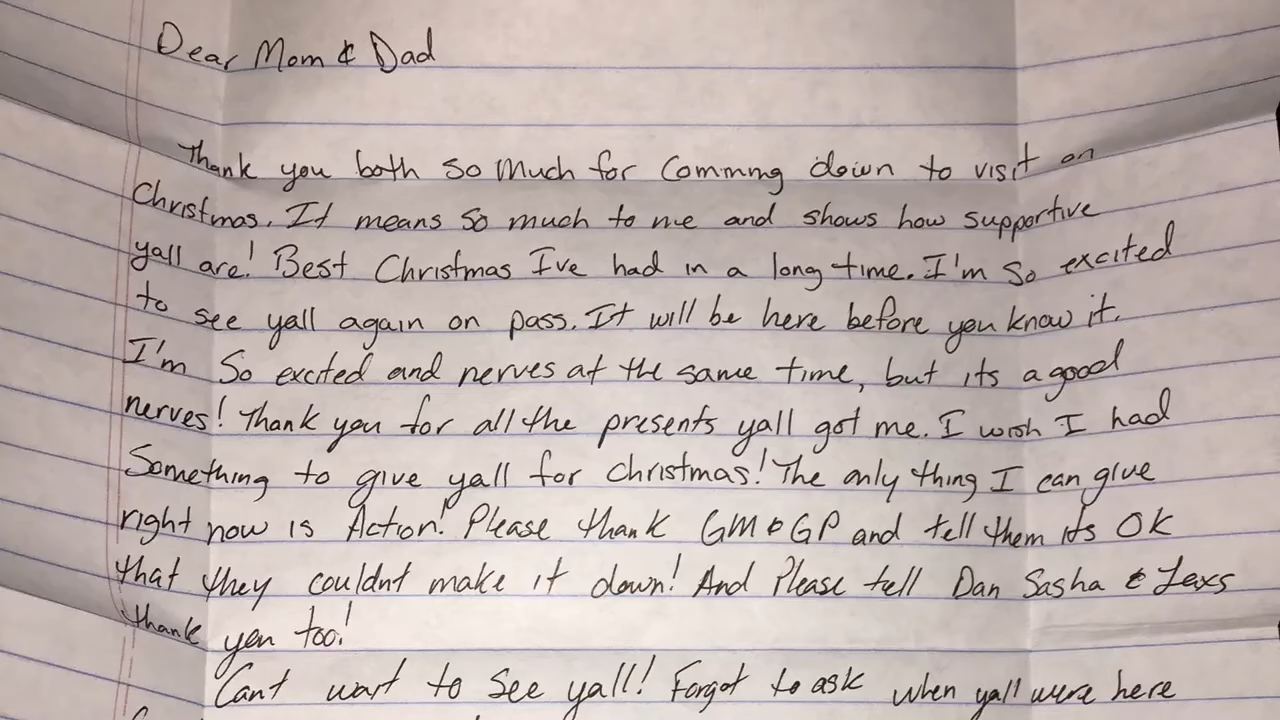 Dear Mom & Dad
Thank you both so much for Comming down to visit on
Christmas. It means so much to me and shows how supportive
yall are! Best Christmas I've had in a long time. I'm so excited
to see yall again on pass. It will be here before you know it.
I'm So excited and nerves at the same time, but its a good
nerves! Thank you for all the presents yall got me. I wish I had
Something to give yall for christmas! The only thing I can give
right now is Action! Please thank GM & GP and tell them its OK
that they couldnt make it down! And Please tell Dan Sasha &
thank you too!
Cant wait to See yall! Forgot to ask when yall were here